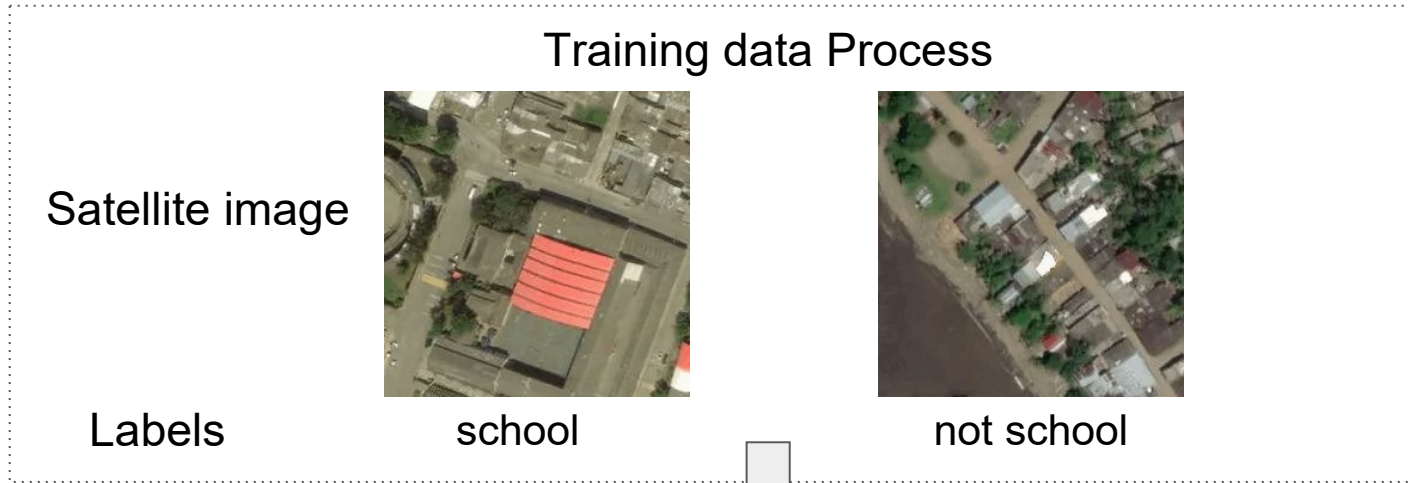 Training data Process
Satellite image
Labels
school
not school